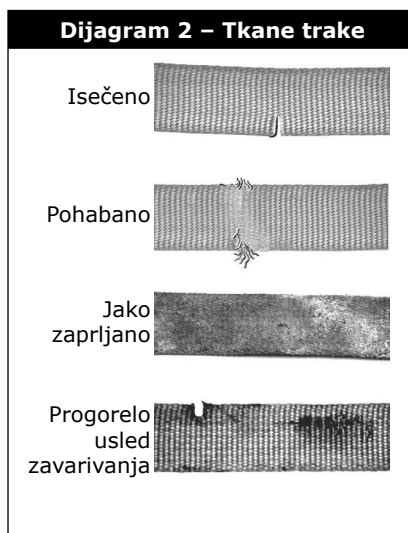 Dijagram 2 – Tkane trake
Isečeno
Pohabano
Jako
zaprljano
Progorelo
usled
zavarivanja